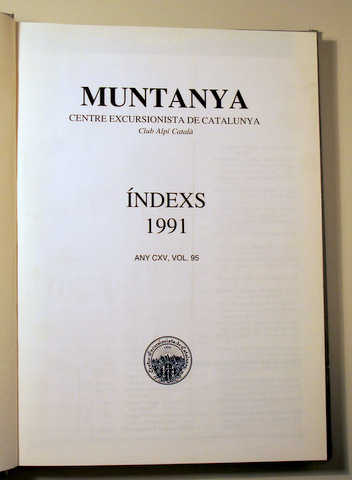 MUNTANYA
CENTRE EXCURSIONISTA DE CATALUNYA
Club Alpí Català
ÍNDEXS
1991
ANY CXV, VOL. 95